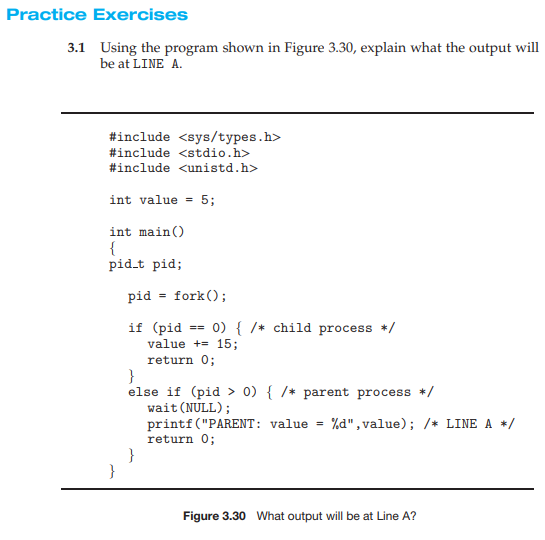 Practice Exercises
3.1 Using the program shown in Figure 3.30, explain what the output will
be at LINE A.
#include <sys/types.h>
#include <stdio.h>
#include <unistd.h>
int value = 5;
int main()
{
pid_t pid;
pid = fork();
if (pid == 0) { /* child process */
value += 15;
return 0;
}
else if (pid > 0) { /* parent process */
wait(NULL);
printf("PARENT: value = %d",value); /* LINE A */
return 0;
}
}
Figure 3.30 What output will be at Line A?